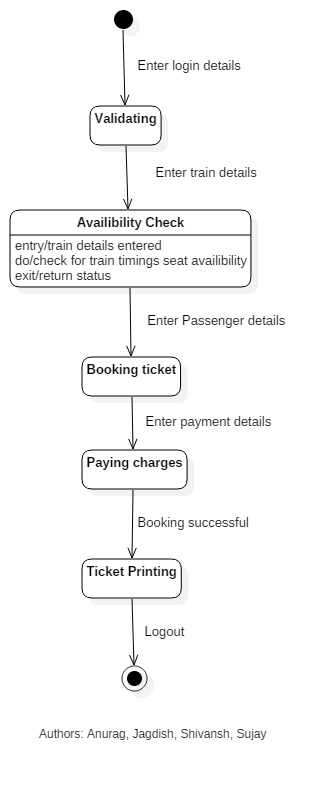 Enter login details
Validating
Enter train details
Availibility Check
entry/train details entered
do/check for train timings seat availibility
exit/return status
Enter Passenger details
Booking ticket
Enter payment details
Paying charges
Booking successful
Ticket Printing
Logout
Authors: Anurag, Jagdish, Shivansh, Sujay